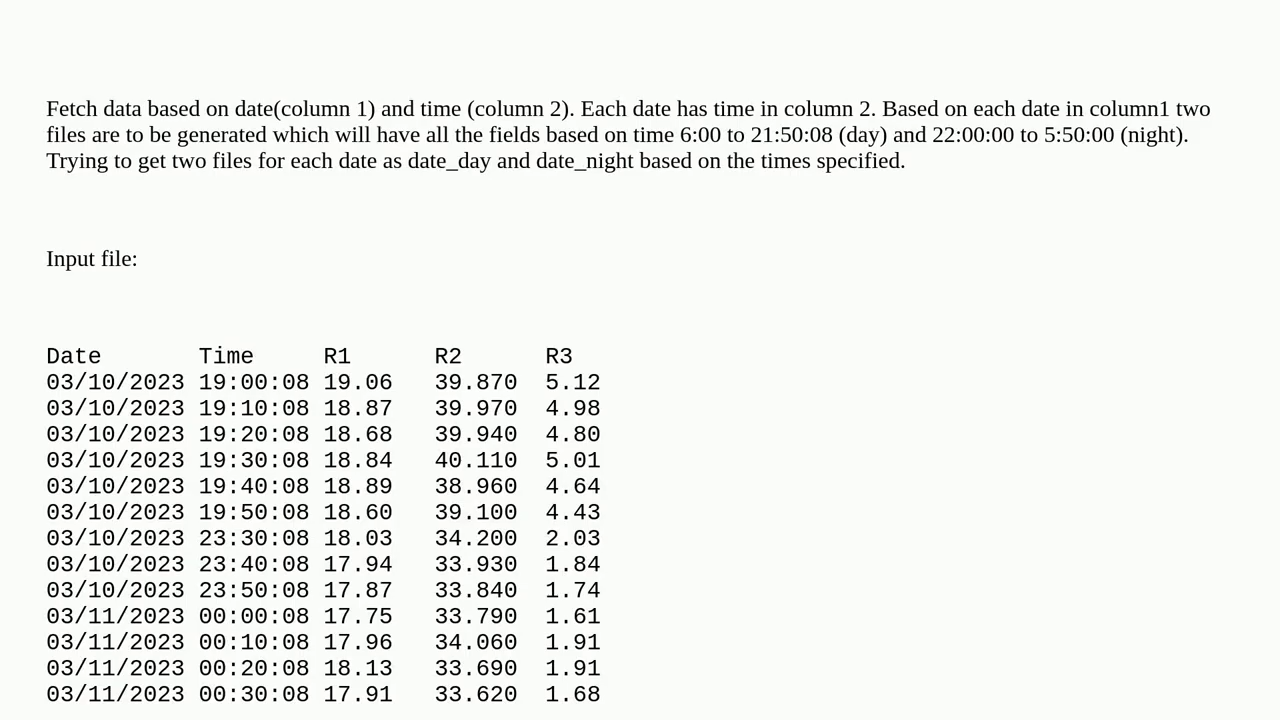 Fetch data based on date(column 1) and time (column 2). Each date has time in column 2. Based on each date in column1 two
files are to be generated which will have all the fields based on time 6:00 to 21:50:08 (day) and 22:00:00 to 5:50:00 (night).
Trying to get two files for each date as date_day and date_night based on the times specified.
Input file:
Date       Time     R1      R2      R3
03/10/2023 19:00:08 19.06   39.870  5.12
03/10/2023 19:10:08 18.87   39.970  4.98
03/10/2023 19:20:08 18.68   39.940  4.80
03/10/2023 19:30:08 18.84   40.110  5.01
03/10/2023 19:40:08 18.89   38.960  4.64
03/10/2023 19:50:08 18.60   39.100  4.43
03/10/2023 23:30:08 18.03   34.200  2.03
03/10/2023 23:40:08 17.94   33.930  1.84
03/10/2023 23:50:08 17.87   33.840  1.74
03/11/2023 00:00:08 17.75   33.790  1.61
03/11/2023 00:10:08 17.96   34.060  1.91
03/11/2023 00:20:08 18.13   33.690  1.91
03/11/2023 00:30:08 17.91   33.620  1.68